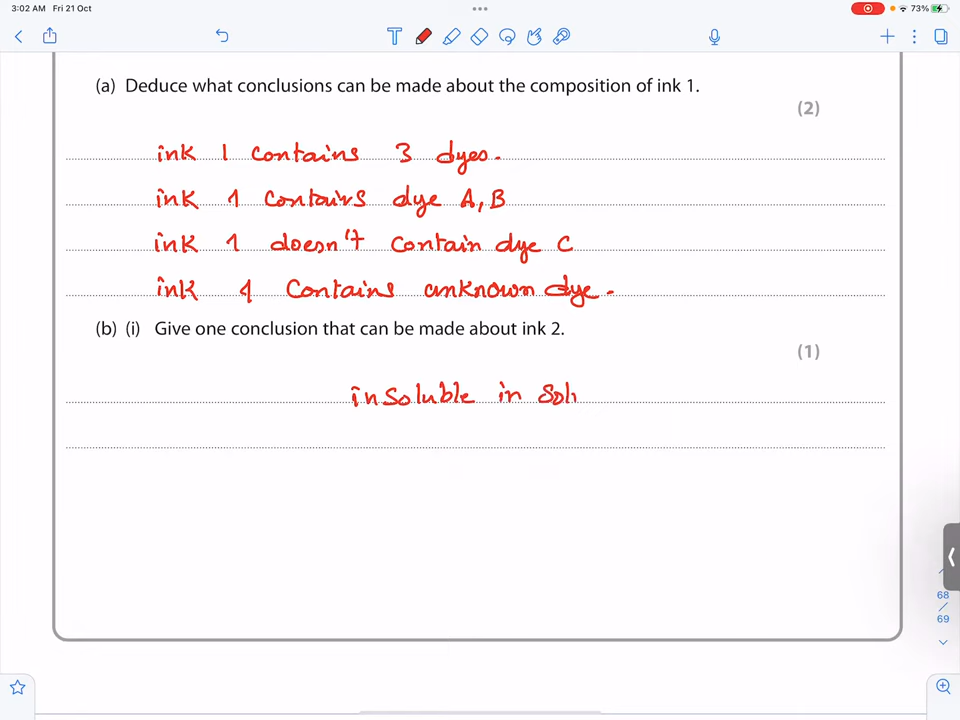 3:02 AM Fri 21 Oct
73%
(a) Deduce what conclusions can be made about the composition of ink 1.
(2)
ink 1 contains 3 dyes.
ink 1 contains dye A, B
ink 1 doesn't contain dye C
ink 1 contains unknown dye.
(b) (i) Give one conclusion that can be made about ink 2.
(1)
insoluble in
68
/
69